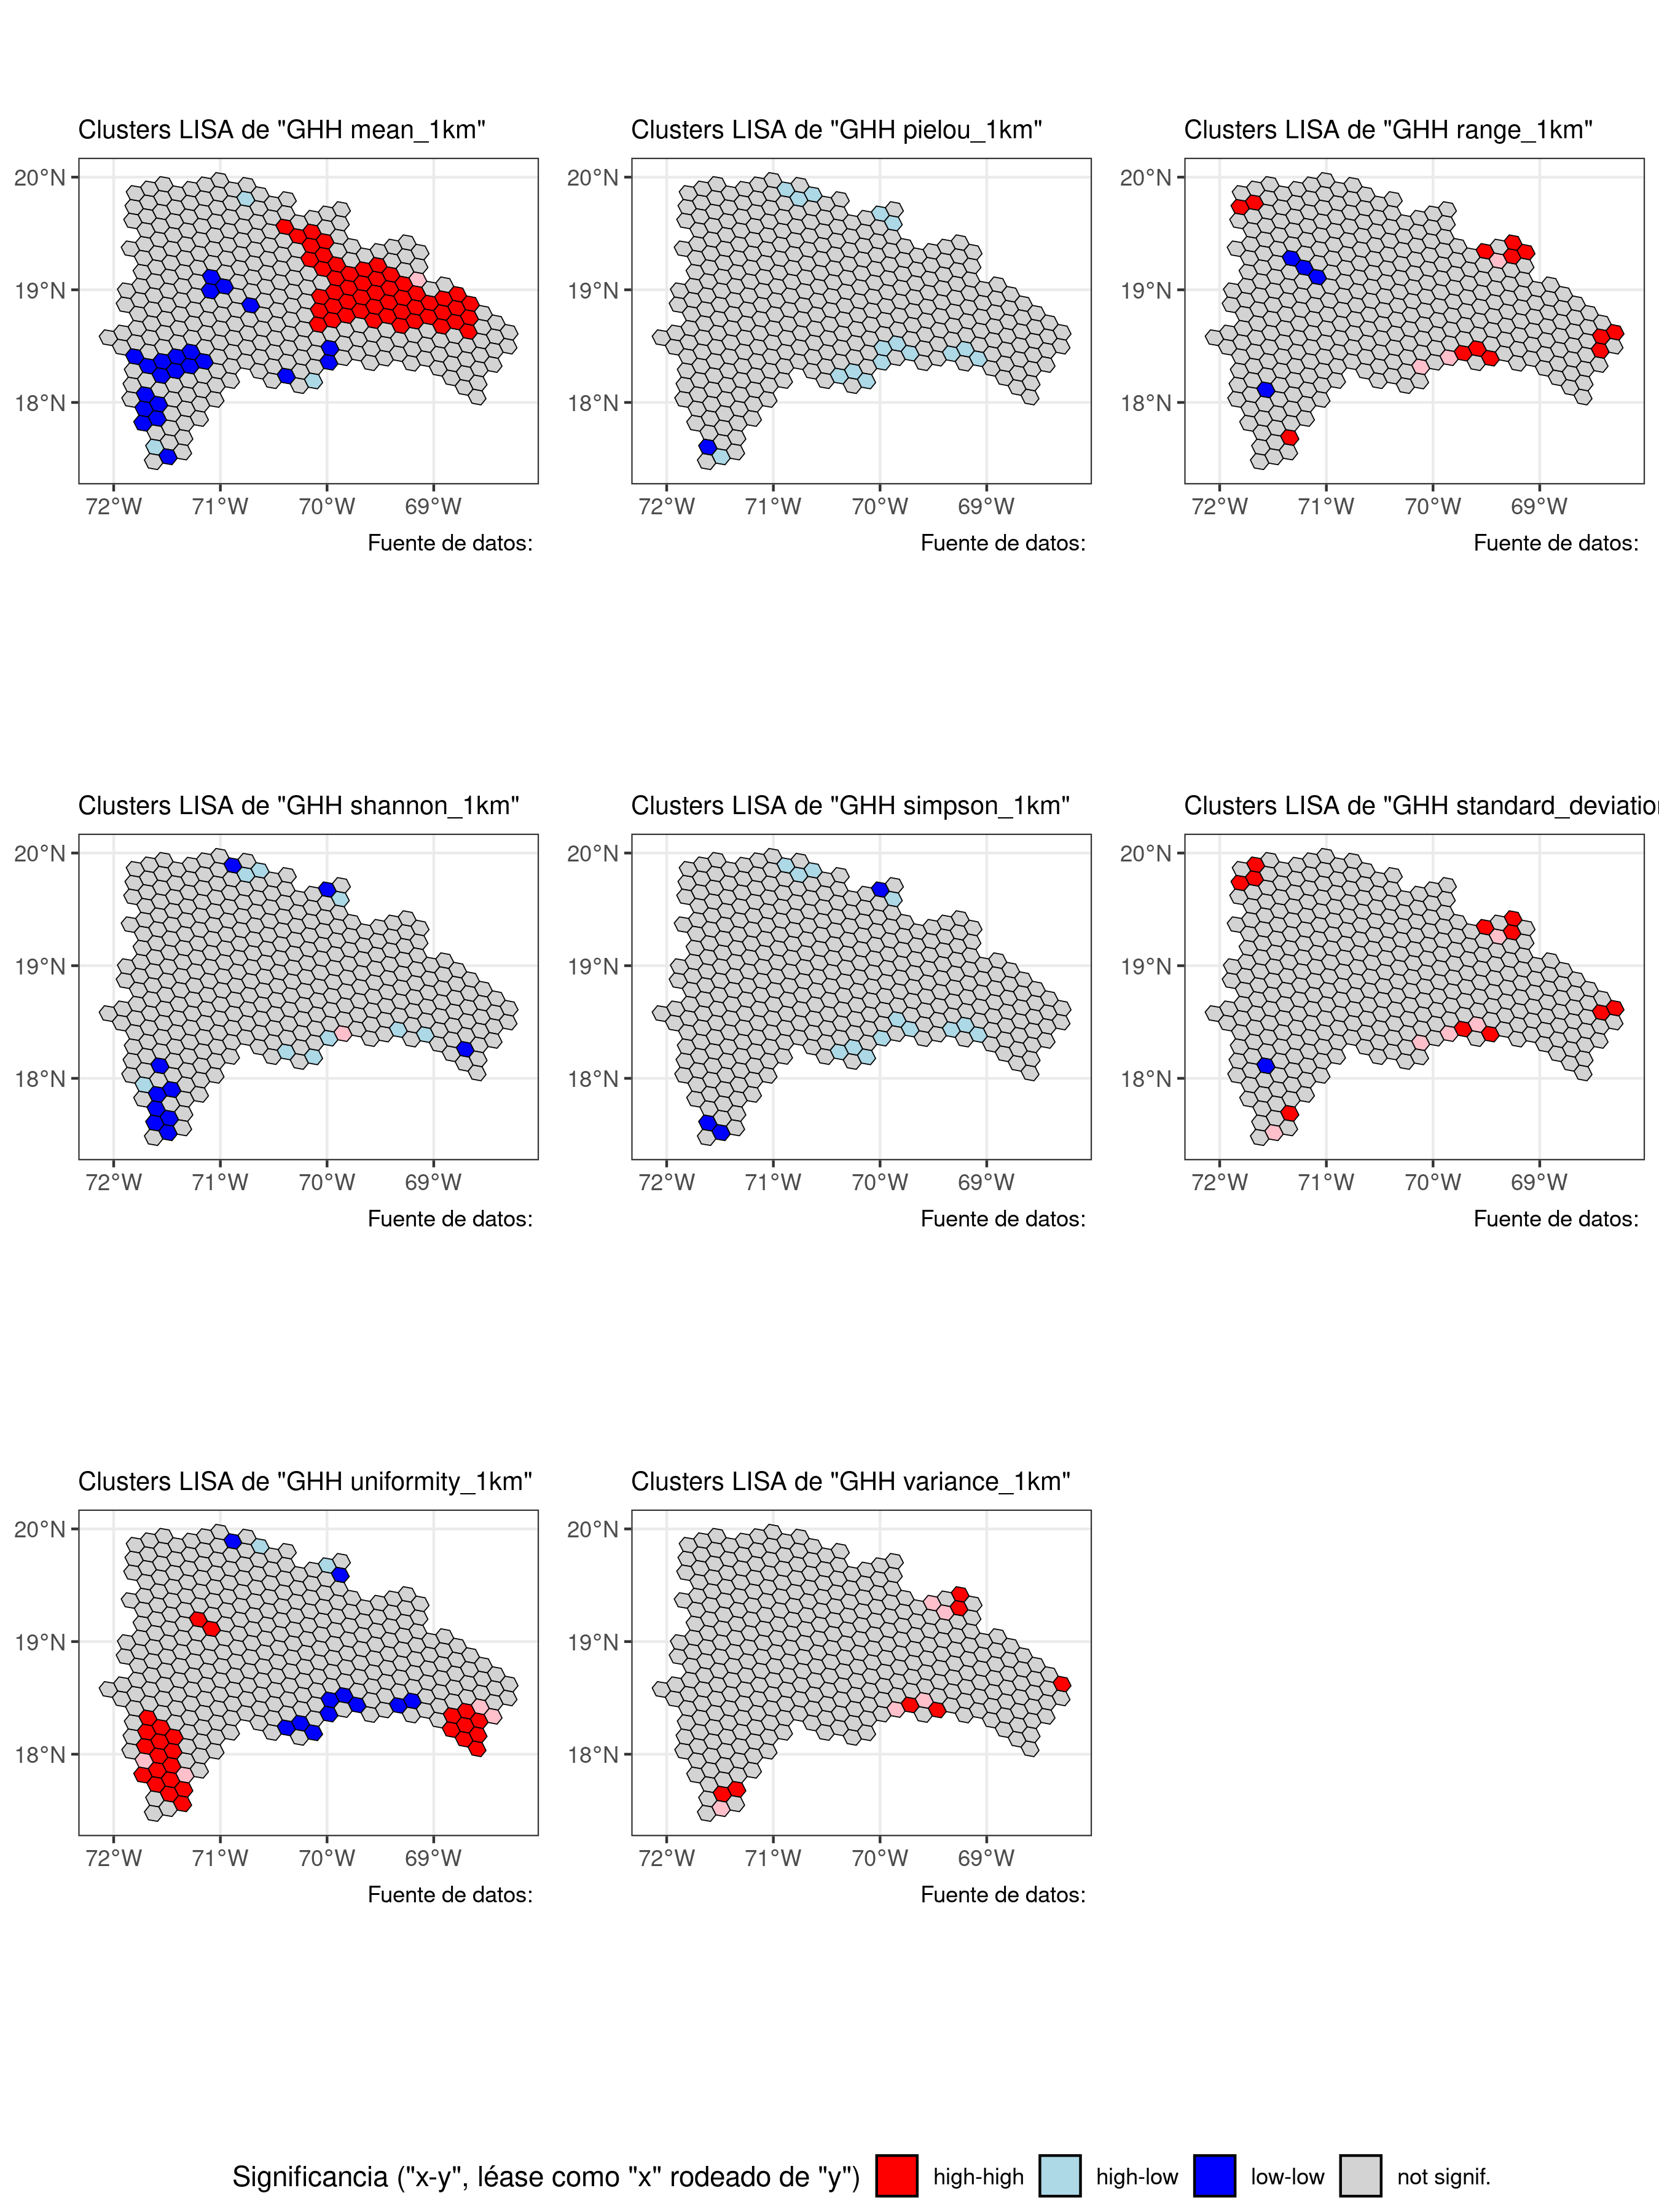 Clusters LISA de "GHH mean_1km"
Clusters LISA de "GHH pielou_1km"
Clusters LISA de "GHH range_1km"
20°N
19°N
18°N
72°W 71°W 70°W 69°W
Fuente de datos:
20°N
19°N
18°N
72°W 71°W 70°W 69°W
Fuente de datos:
20°N
19°N
18°N
72°W 71°W 70°W 69°W
Fuente de datos:
Clusters LISA de "GHH shannon_1km"
Clusters LISA de "GHH simpson_1km"
Clusters LISA de "GHH standard_deviation
20°N
19°N
18°N
72°W 71°W 70°W 69°W
Fuente de datos:
20°N
19°N
18°N
72°W 71°W 70°W 69°W
Fuente de datos:
20°N
19°N
18°N
72°W 71°W 70°W 69°W
Fuente de datos:
Clusters LISA de "GHH uniformity_1km"
Clusters LISA de "GHH variance_1km"
20°N
19°N
18°N
72°W 71°W 70°W 69°W
Fuente de datos:
20°N
19°N
18°N
72°W 71°W 70°W 69°W
Fuente de datos:
Significancia ("x-y", léase como "x" rodeado de "y") high-high high-low low-low not signif.